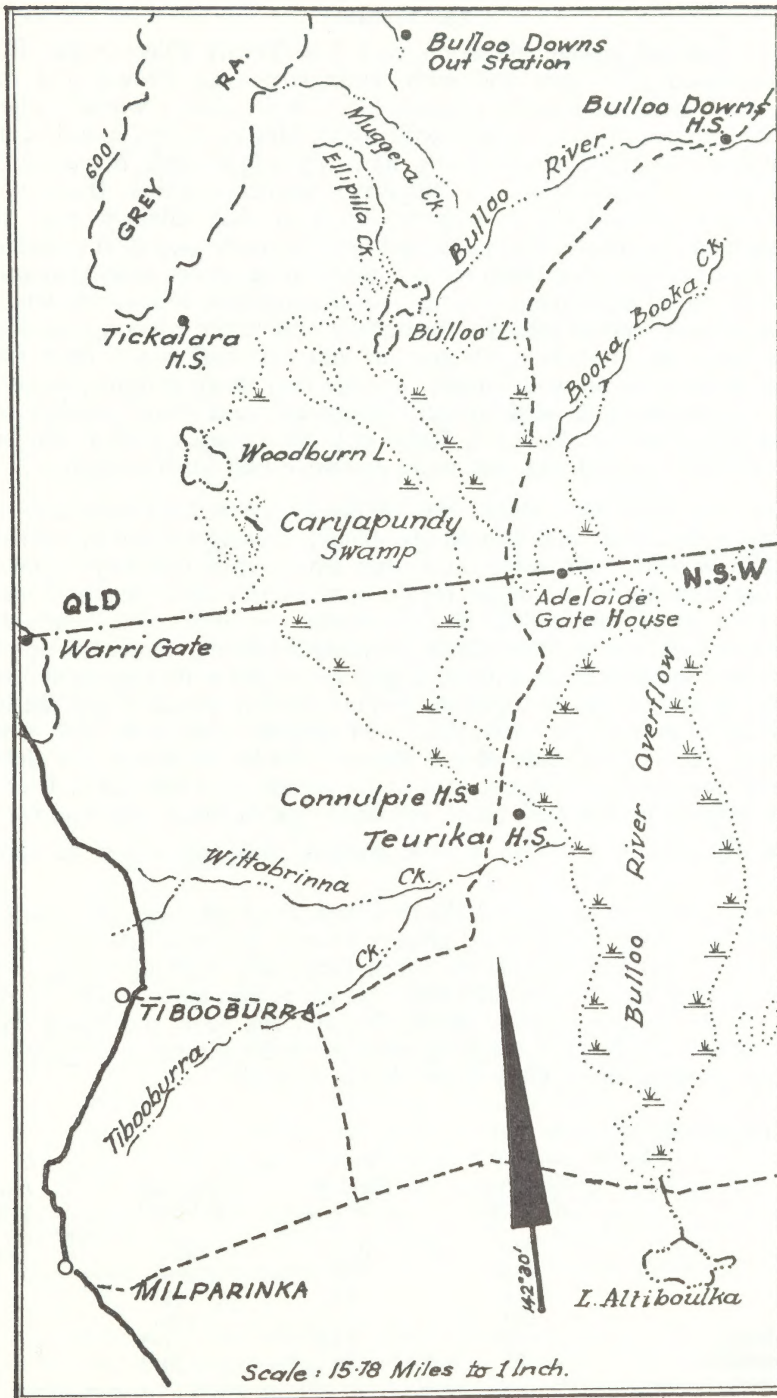 Bulloo Downs
Out Station
RA.
Bulloo Downs
H.S.
Muggera Ck.
River
600'
Ellipilla Ck.
Bulloo
GREY
Booka Booka Ck
Tickalara
H.S.
Bulloo L.
Woodburn L.
Caryapundy
Swamp
N.S.W
QLD
Adelaide
Gate House
Warri Gate
Bulloo River Overflow
Connulpie H.S.
Teurika H.S.
Wittabrinna Ck.
Ck.
TIBOOBURRA
Tibooburra
142°20'
MILPARINKA
L. Altiboulka
Scale : 15·78 Miles to 1 Inch.